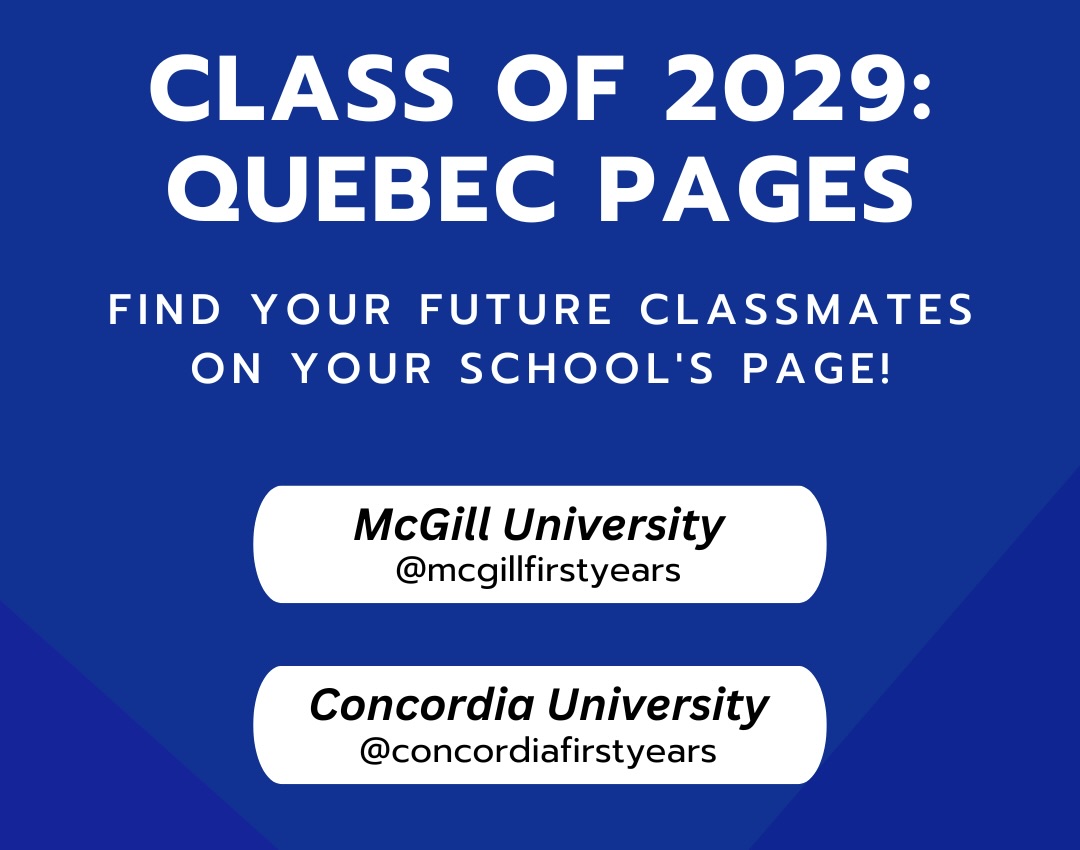 CLASS OF 2029:
QUEBEC PAGES
FIND YOUR FUTURE CLASSMATES
ON YOUR SCHOOL'S PAGE!
McGill University
@mcgillfirstyears
Concordia University
@concordiafirstyears